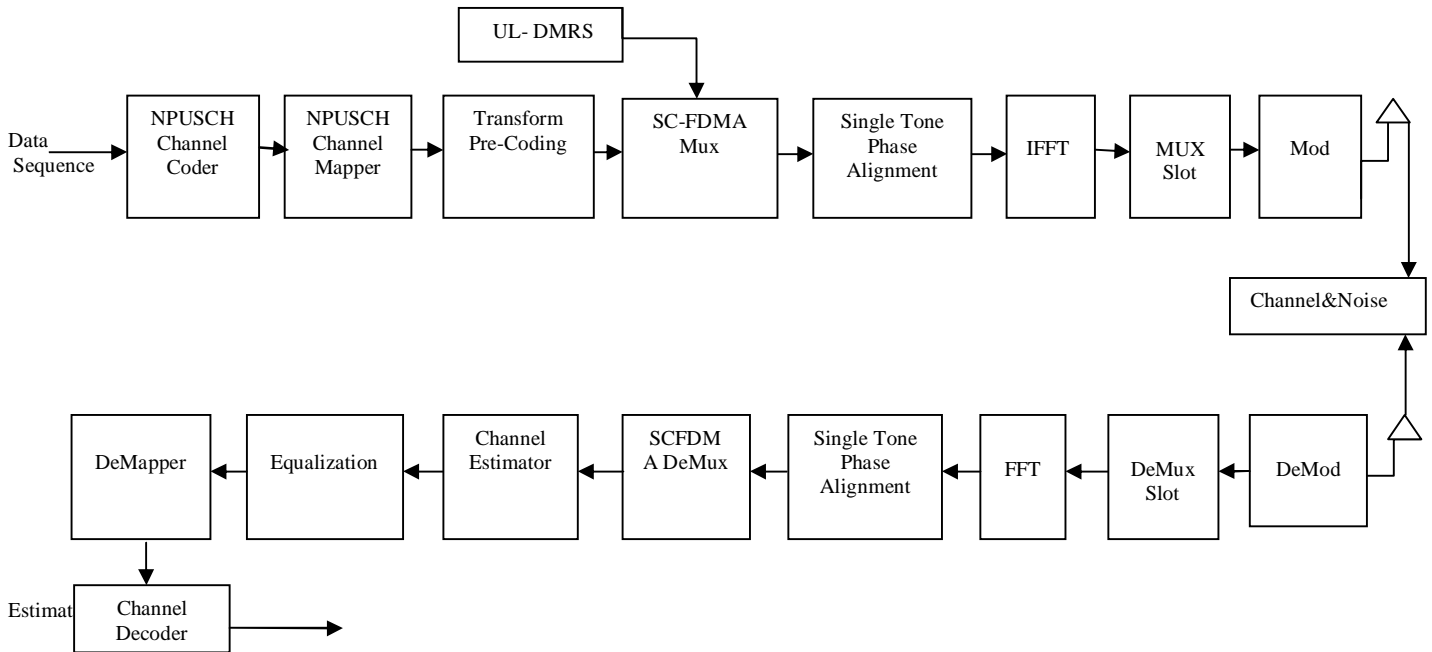 UL- DMRS
Data
Sequence
NPUSCH
Channel
Coder
NPUSCH
Channel
Mapper
Transform
Pre-Coding
SC-FDMA
Mux
Single Tone
Phase
Alignment
IFFT
MUX
Slot
Mod
Channel&Noise
DeMapper
Equalization
Channel
Estimator
SCFDM
A DeMux
Single Tone
Phase
Alignment
FFT
DeMux
Slot
DeMod
Estimat
Channel
Decoder